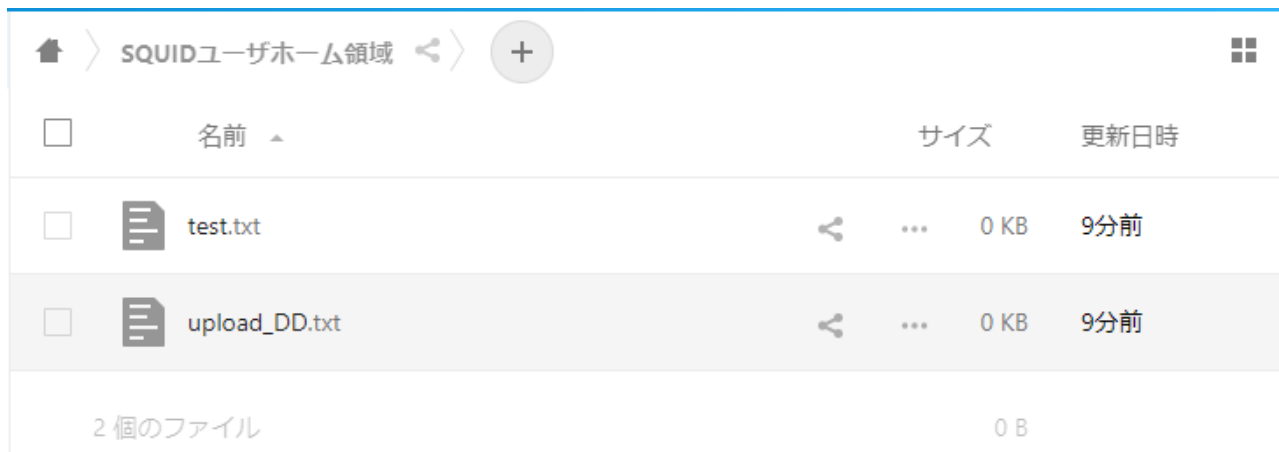 SQUIDユーザホーム領域
名前 サイズ 更新日時
test.txt 0 KB 9分前
upload_DD.txt 0 KB 9分前
2 個のファイル 0 B